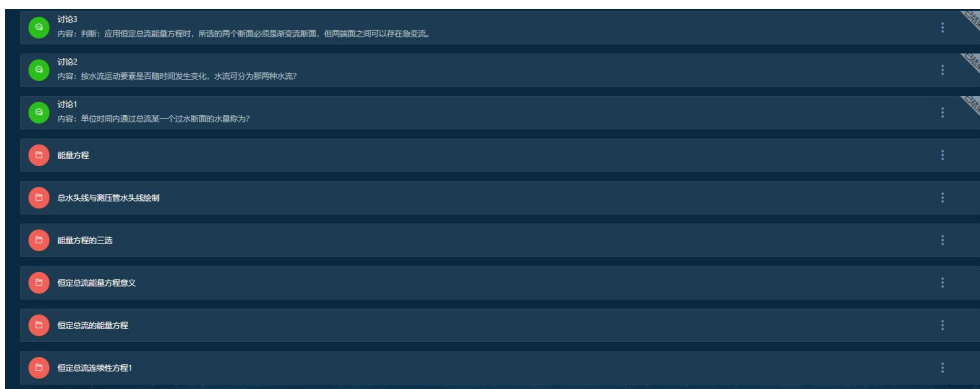 讨论3
内容：判断：应用恒定总流能量方程时，所选的两个断面必须是渐变流断面，但两端面之间可以存在急变流。
讨论2
内容：按水流运动要素是否随时间发生变化，水流可分为那两种水流？
讨论1
内容：单位时间内通过总流某一个过水断面的水量称为？
能量方程
总水头线与测压管水头线绘制
能量方程的三选
恒定总流能量方程意义
恒定总流的能量方程
恒定总流连续性方程1